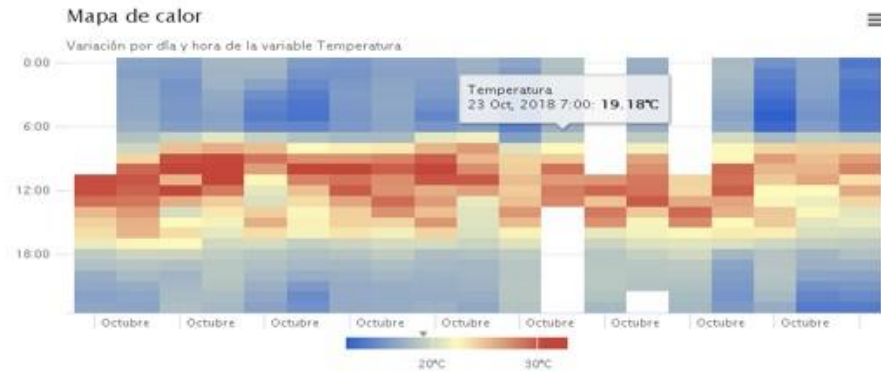 Mapa de calor
Variación por día y hora de la variable Temperatura
0:00
Temperatura
23 Oct, 2018 7:00: 19.18°C
6:00
12:00
18:00
Octubre Octubre Octubre Octubre Octubre Octubre Octubre Octubre Octubre
20°C 30°C